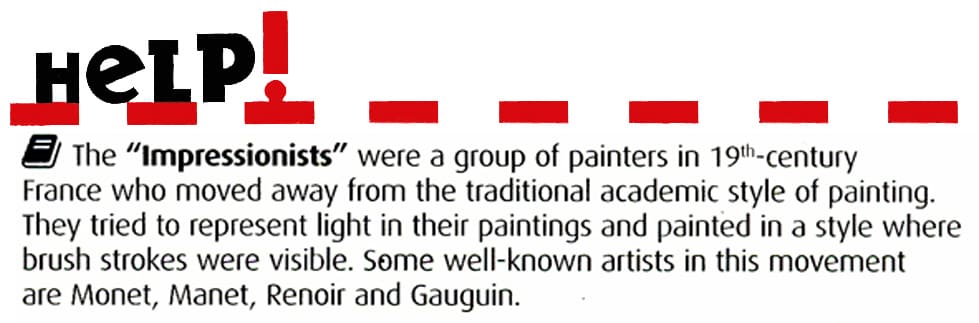 HeLP!
The “Impressionists” were a group of painters in 19th-century
France who moved away from the traditional academic style of painting.
They tried to represent light in their paintings and painted in a style where
brush strokes were visible. Some well-known artists in this movement
are Monet, Manet, Renoir and Gauguin.